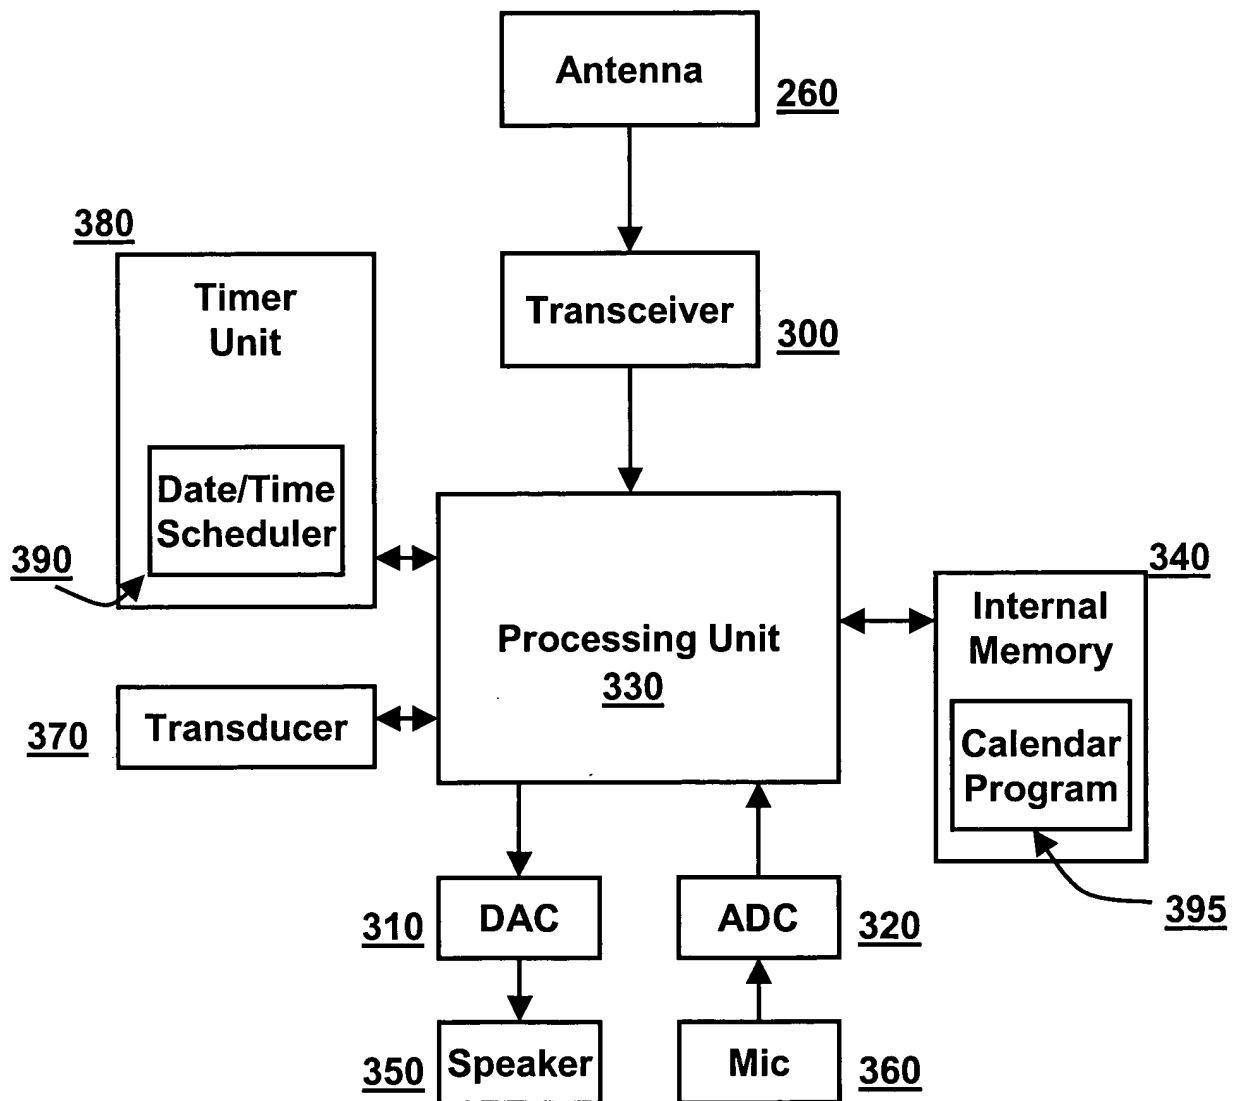 Antenna
260
380
Timer
Unit
Transceiver
300
Date/Time
Scheduler
390
340
Internal
Memory
Processing Unit
330
Transducer
370
Calendar
Program
395
DAC
310
ADC
320
Speaker
350
Mic
360